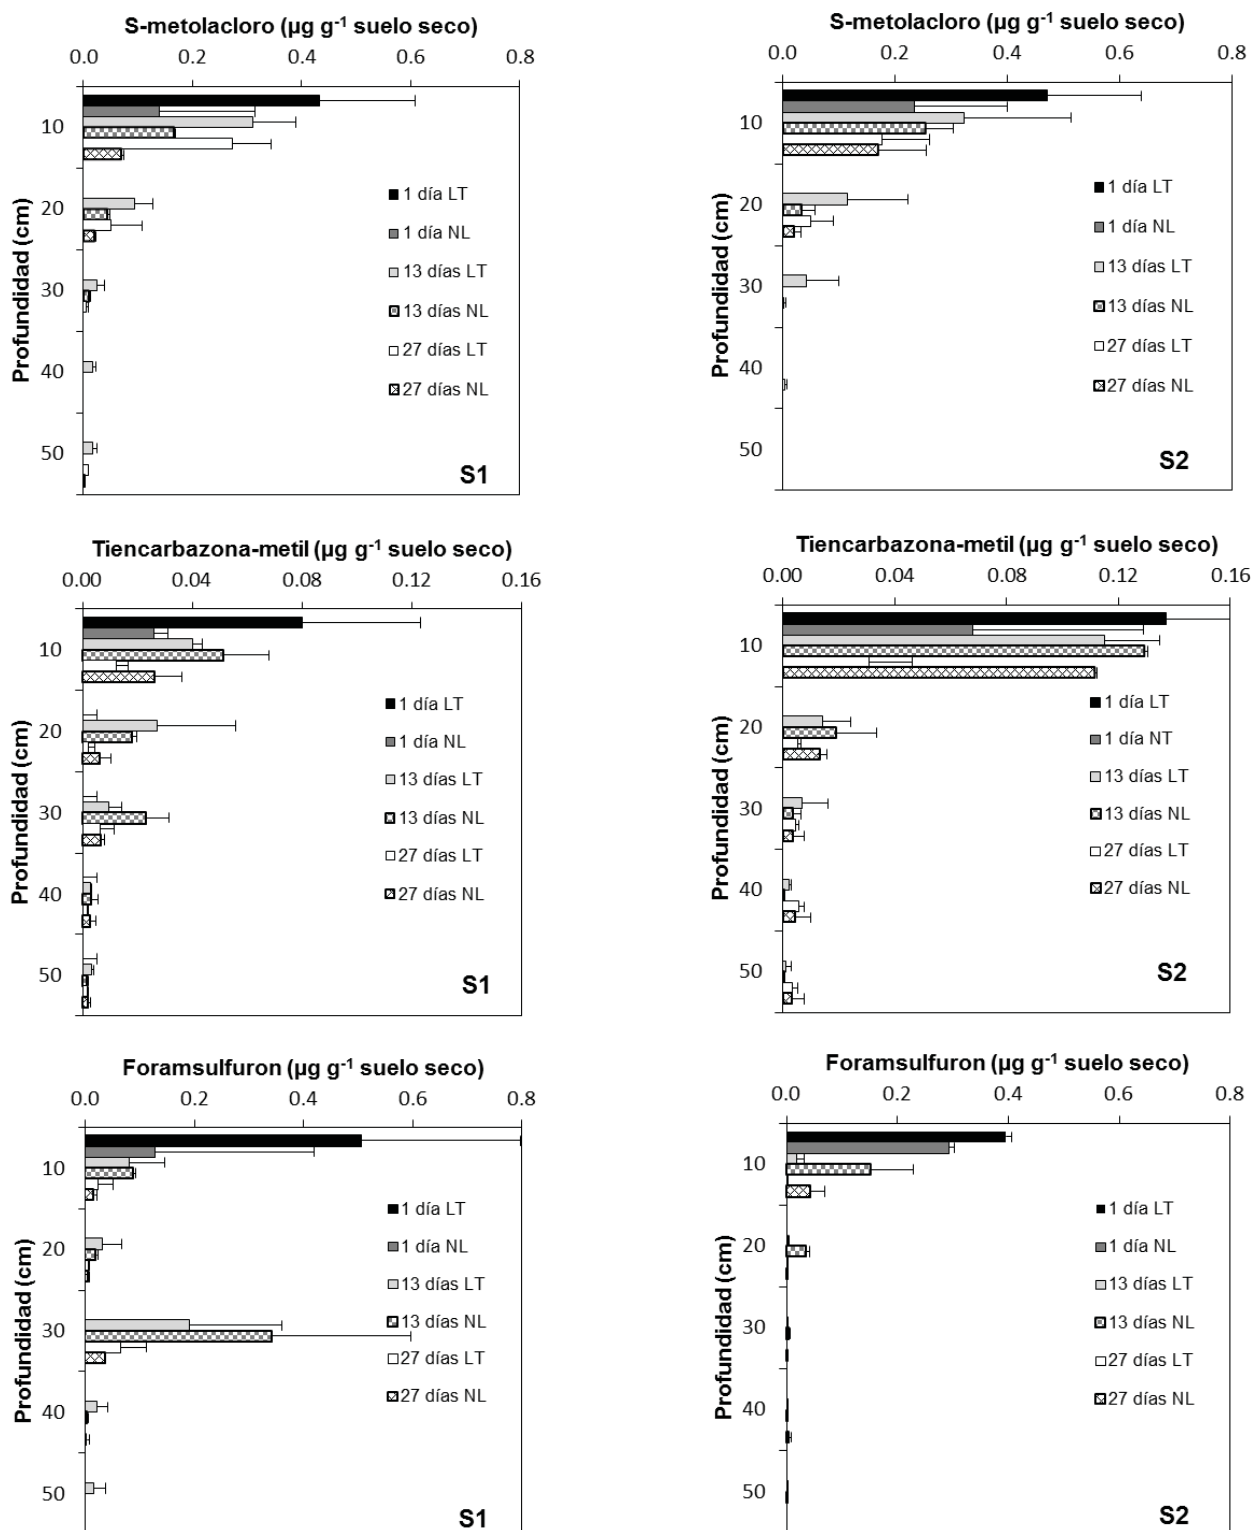 S-metolacloro (µg g⁻¹ suelo seco)
0.0 0.2 0.4 0.6 0.8
Profundidad (cm)
10
20
30
40
50
1 día LT
1 día NL
13 días LT
13 días NL
27 días LT
27 días NL
S1
S-metolacloro (µg g⁻¹ suelo seco)
0.0 0.2 0.4 0.6 0.8
Profundidad (cm)
10
20
30
40
50
1 día LT
1 día NL
13 días LT
13 días NL
27 días LT
27 días NL
S2
Tiencarbazona-metil (µg g⁻¹ suelo seco)
0.00 0.04 0.08 0.12 0.16
Profundidad (cm)
10
20
30
40
50
1 día LT
1 día NL
13 días LT
13 días NL
27 días LT
27 días NL
S1
Tiencarbazona-metil (µg g⁻¹ suelo seco)
0.00 0.04 0.08 0.12 0.16
Profundidad (cm)
10
20
30
40
50
1 día LT
1 día NT
13 días LT
13 días NL
27 días LT
27 días NL
S2
Foramsulfuron (µg g⁻¹ suelo seco)
0.0 0.2 0.4 0.6 0.8
Profundidad (cm)
10
20
30
40
50
1 día LT
1 día NL
13 días LT
13 días NL
27 días LT
27 días NL
S1
Foramsulfuron (µg g⁻¹ suelo seco)
0.0 0.2 0.4 0.6 0.8
Profundidad (cm)
10
20
30
40
50
1 día LT
1 día NL
13 días LT
13 días NL
27 días LT
27 días NL
S2